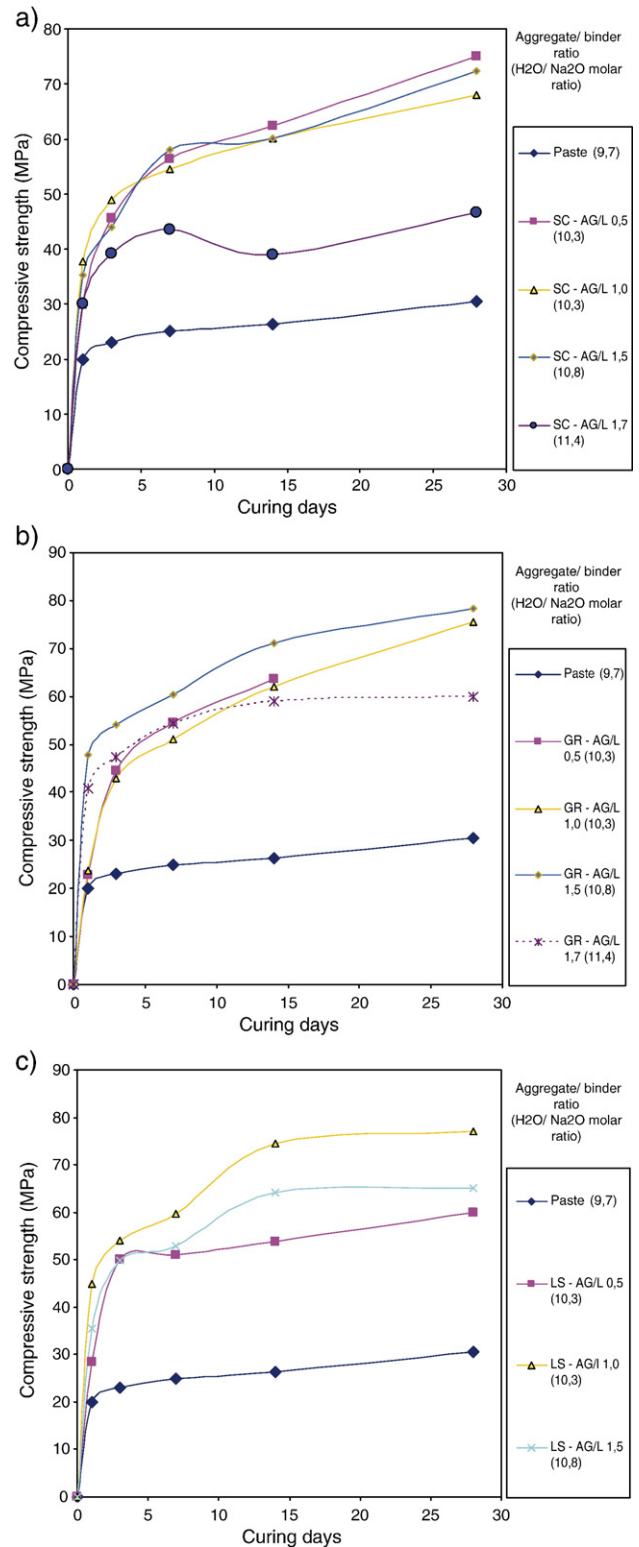 a)
Aggregate/ binder
ratio
(H2O/ Na2O molar
ratio)
Compressive strength (MPa)
80
70
60
50
40
30
20
10
0
0 5 10 15 20 25 30
Curing days
Paste (9,7)
SC - AG/L 0,5
(10,3)
SC - AG/L 1,0
(10,3)
SC - AG/L 1,5
(10,8)
SC - AG/L 1,7
(11,4)
b)
Aggregate/ binder
ratio
(H2O/ Na2O molar
ratio)
Compressive strength (MPa)
90
80
70
60
50
40
30
20
10
0
0 5 10 15 20 25 30
Curing days
Paste (9,7)
GR - AG/L
0,5 (10,3)
GR - AG/L
1,0 (10,3)
GR - AG/L
1,5 (10,8)
GR - AG/L
1,7 (11,4)
c)
Aggregate/ binder
ratio
(H2O/ Na2O molar
ratio)
Compressive strength (MPa)
90
80
70
60
50
40
30
20
10
0
0 5 10 15 20 25 30
Curing days
Paste (9,7)
LS - AG/L 0,5
(10,3)
LS - AG/l 1,0
(10,3)
LS - AG/L 1,5
(10,8)